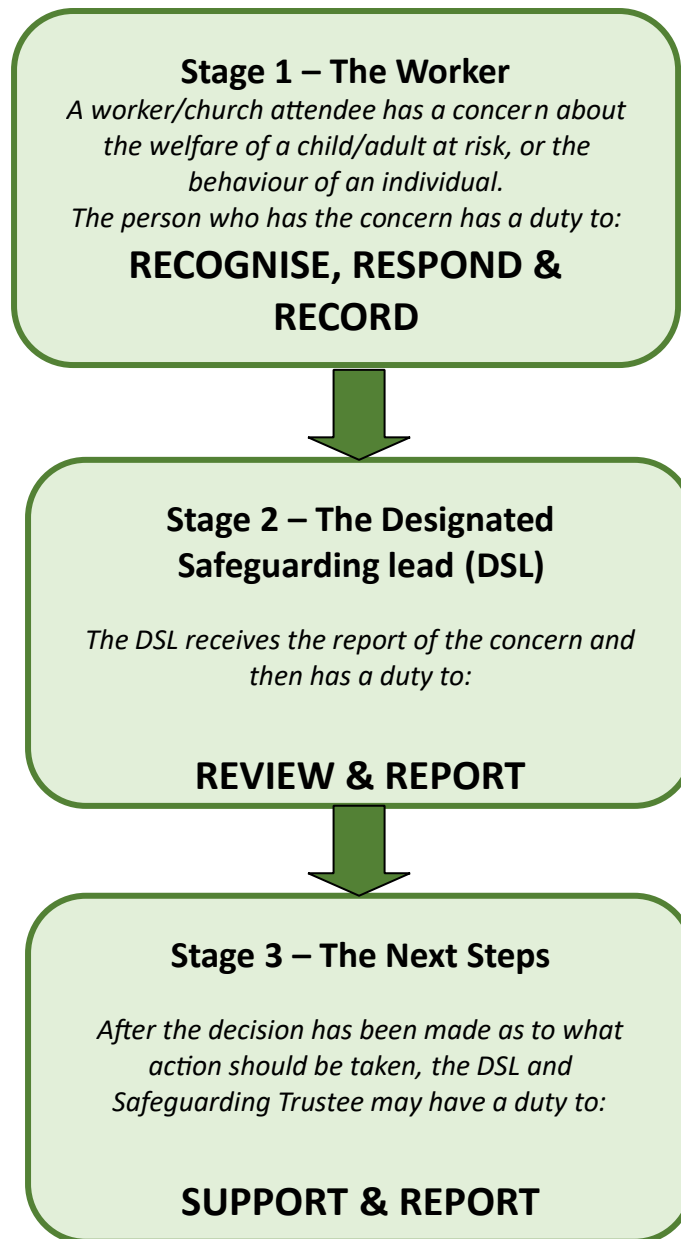 Stage 1 – The Worker
A worker/church attendee has a concern about
the welfare of a child/adult at risk, or the
behaviour of an individual.
The person who has the concern has a duty to:
RECOGNISE, RESPOND &
RECORD
Stage 2 – The Designated
Safeguarding lead (DSL)
The DSL receives the report of the concern and
then has a duty to:
REVIEW & REPORT
Stage 3 – The Next Steps
After the decision has been made as to what
action should be taken, the DSL and
Safeguarding Trustee may have a duty to:
SUPPORT & REPORT